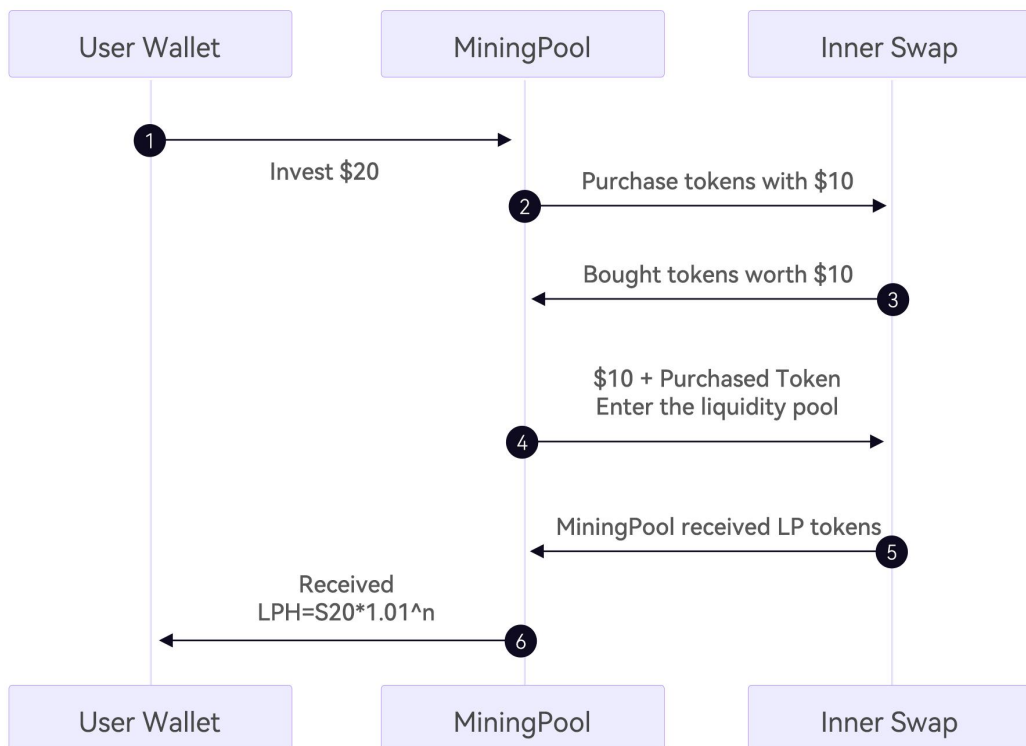 User Wallet
MiningPool
Inner Swap
1
Invest $20
Purchase tokens with $10
2
Bought tokens worth $10
3
$10 + Purchased Token
Enter the liquidity pool
4
MiningPool received LP tokens
5
Received
LPH=S20*1.01^n
6
User Wallet
MiningPool
Inner Swap